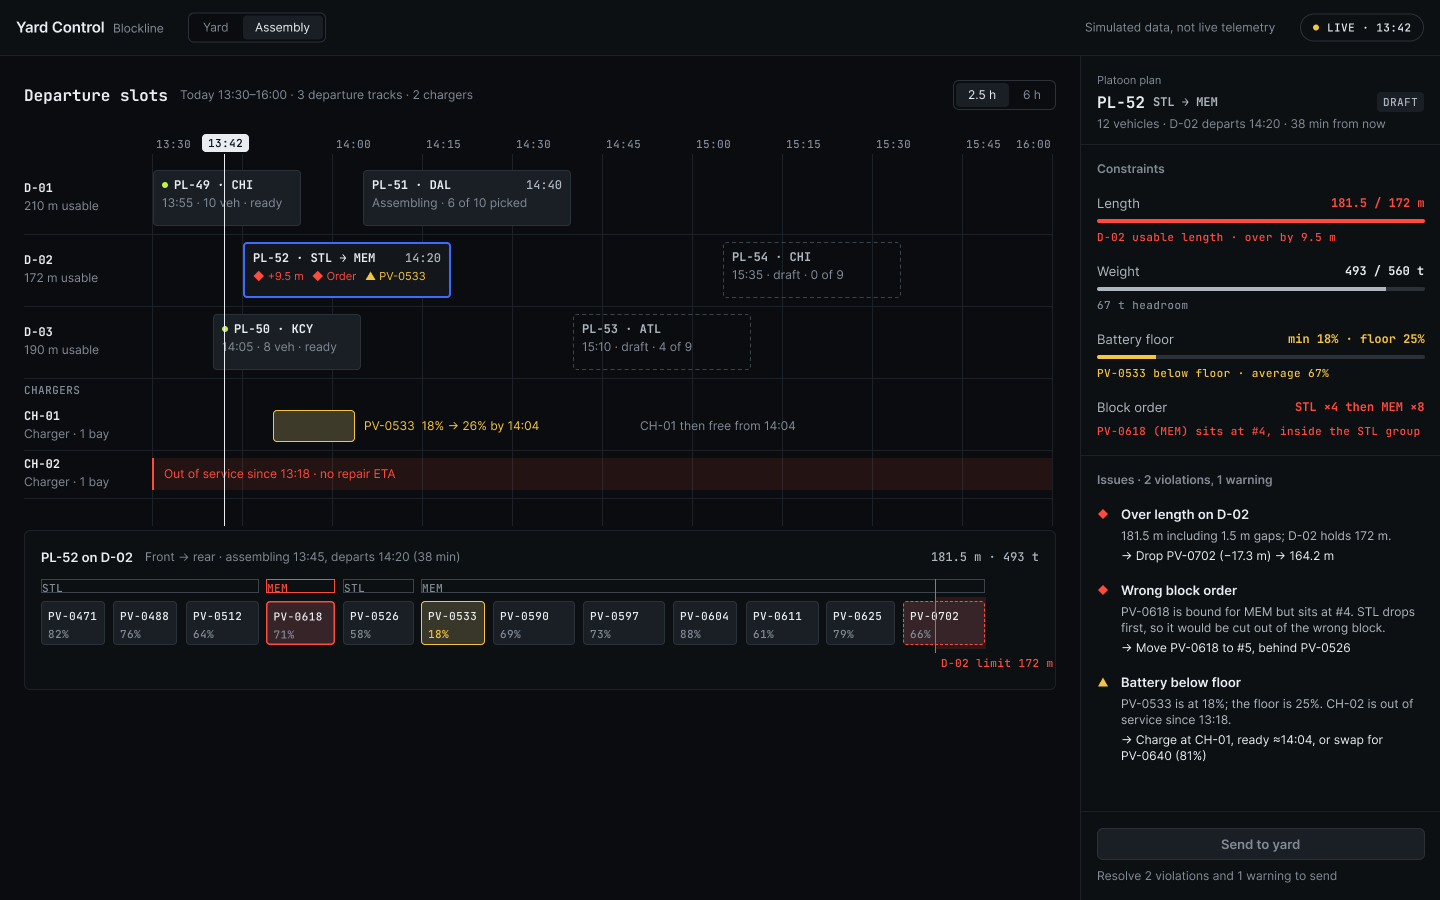 Yard Control Blockline Yard Assembly Simulated data, not live telemetry LIVE · 13:42
Departure slots Today 13:30–16:00 · 3 departure tracks · 2 chargers 2.5 h 6 h
13:30 13:42 14:00 14:15 14:30 14:45 15:00 15:15 15:30 15:45 16:00
D-01
210 m usable
PL-49 · CHI
13:55 · 10 veh · ready
PL-51 · DAL 14:40
Assembling · 6 of 10 picked
D-02
172 m usable
PL-52 · STL → MEM 14:20
+9.5 m Order PV-0533
PL-54 · CHI
15:35 · draft · 0 of 9
D-03
190 m usable
PL-50 · KCY
14:05 · 8 veh · ready
PL-53 · ATL
15:10 · draft · 4 of 9
CHARGERS
CH-01
Charger · 1 bay
PV-0533 18% → 26% by 14:04
CH-01 then free from 14:04
CH-02
Charger · 1 bay
Out of service since 13:18 · no repair ETA
PL-52 on D-02 Front → rear · assembling 13:45, departs 14:20 (38 min) 181.5 m · 493 t
STL MEM STL MEM
PV-0471 PV-0488 PV-0512 PV-0618 PV-0526 PV-0533 PV-0590 PV-0597 PV-0604 PV-0611 PV-0625 PV-0702
82% 76% 64% 71% 58% 18% 69% 73% 88% 61% 79% 66%
D-02 limit 172 m
Platoon plan
PL-52 STL → MEM DRAFT
12 vehicles · D-02 departs 14:20 · 38 min from now
Constraints
Length 181.5 / 172 m
D-02 usable length · over by 9.5 m
Weight 493 / 560 t
67 t headroom
Battery floor min 18% · floor 25%
PV-0533 below floor · average 67%
Block order STL ×4 then MEM ×8
PV-0618 (MEM) sits at #4, inside the STL group
Issues · 2 violations, 1 warning
Over length on D-02
181.5 m including 1.5 m gaps; D-02 holds 172 m.
→ Drop PV-0702 (−17.3 m) → 164.2 m
Wrong block order
PV-0618 is bound for MEM but sits at #4. STL drops
first, so it would be cut out of the wrong block.
→ Move PV-0618 to #5, behind PV-0526
Battery below floor
PV-0533 is at 18%; the floor is 25%. CH-02 is out of
service since 13:18.
→ Charge at CH-01, ready ≈14:04, or swap for
PV-0640 (81%)
Send to yard
Resolve 2 violations and 1 warning to send